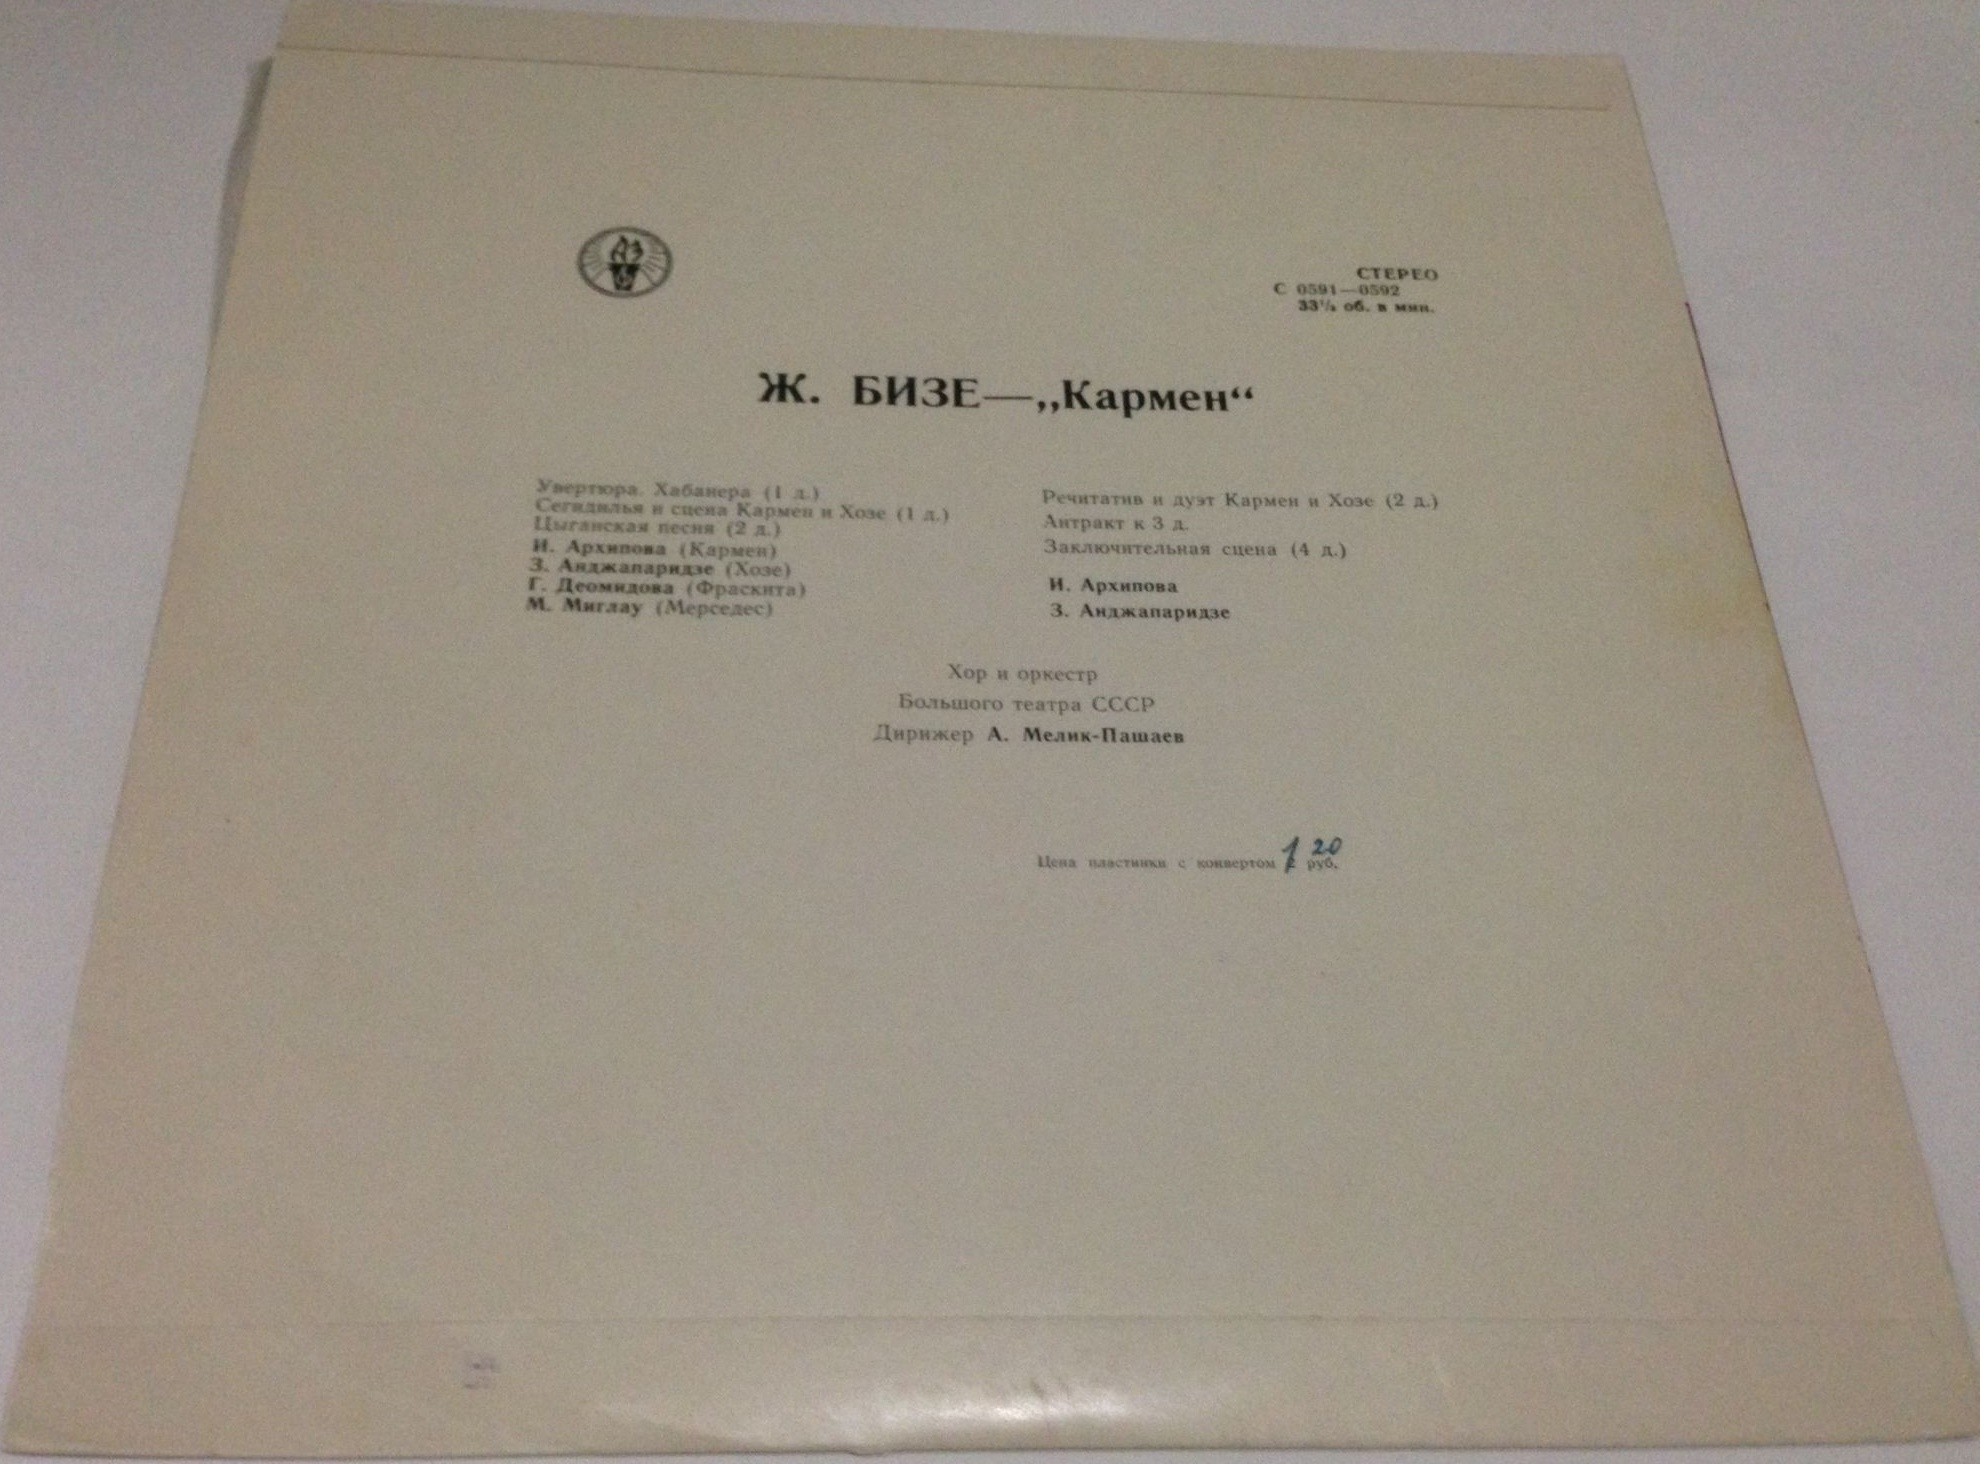 СТЕРЕО
С 0591—0592
33⅓ об. в мин.
Ж. БИЗЕ—„Кармен“
Увертюра. Хабанера (1 д.)
Сегидилья и сцена Кармен и Хозе (1 д.)
Цыганская песня (2 д.)
И. Архипова (Кармен)
З. Анджапаридзе (Хозе)
Г. Деомидова (Фраскита)
М. Миглау (Мерседес)
Речитатив и дуэт Кармен и Хозе (2 д.)
Антракт к 3 д.
Заключительная сцена (4 д.)
И. Архипова
З. Анджапаридзе
Хор и оркестр
Большого театра СССР
Дирижер А. Мелик-Пашаев
Цена пластинки с конвертом 1 20 руб.